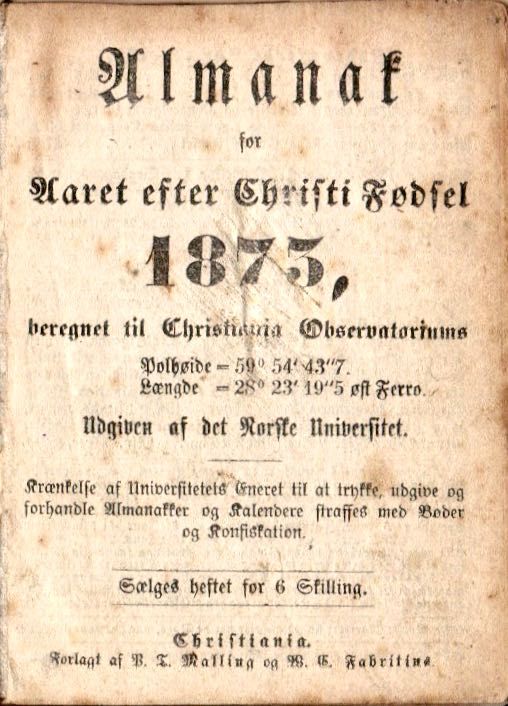 Almanak
for
Aaret efter Christi Fødsel
1873,
beregnet til Christiania Observatoriums
Polhøide = 59° 54′ 43″7.
Længde = 28° 23′ 19″5 øst Ferro.
Udgiven af det Norske Universitet.
Krænkelse af Universitetets Eneret til at trykke, udgive og
forhandle Almanakker og Kalendere straffes med Bøder
og Konfiskation.
Sælges heftet for 6 Skilling.
Christiania.
Forlagt af P. T. Malling og W. C. Fabritius.